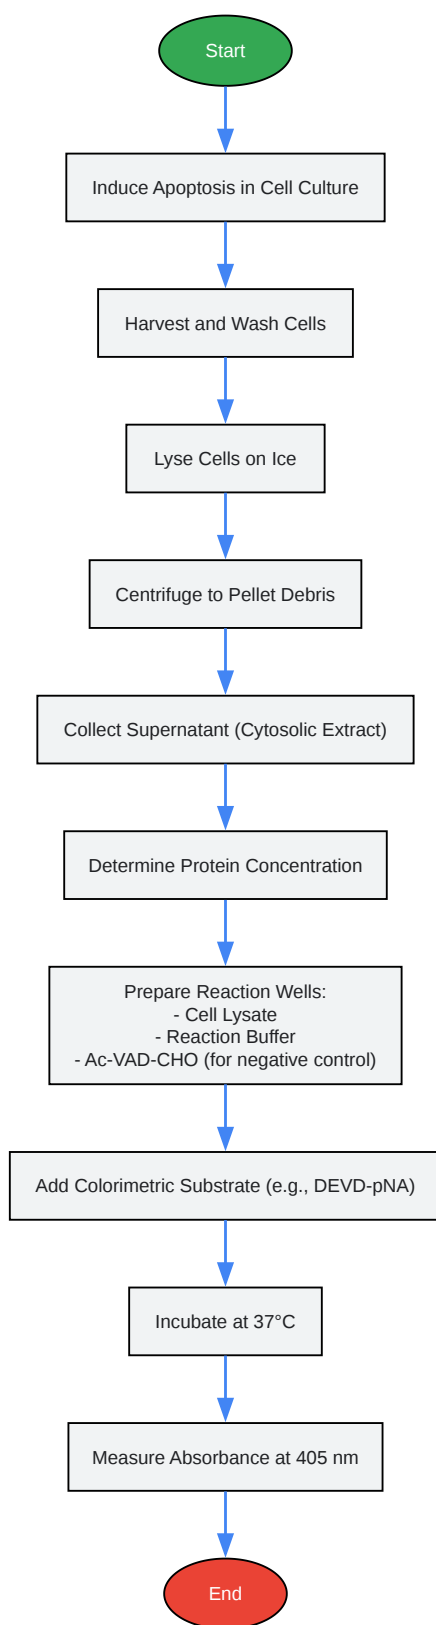 Start
Induce Apoptosis in Cell Culture
Harvest and Wash Cells
Lyse Cells on Ice
Centrifuge to Pellet Debris
Collect Supernatant (Cytosolic Extract)
Determine Protein Concentration
Prepare Reaction Wells:
- Cell Lysate
- Reaction Buffer
- Ac-VAD-CHO (for negative control)
Add Colorimetric Substrate (e.g., DEVD-pNA)
Incubate at 37°C
Measure Absorbance at 405 nm
End